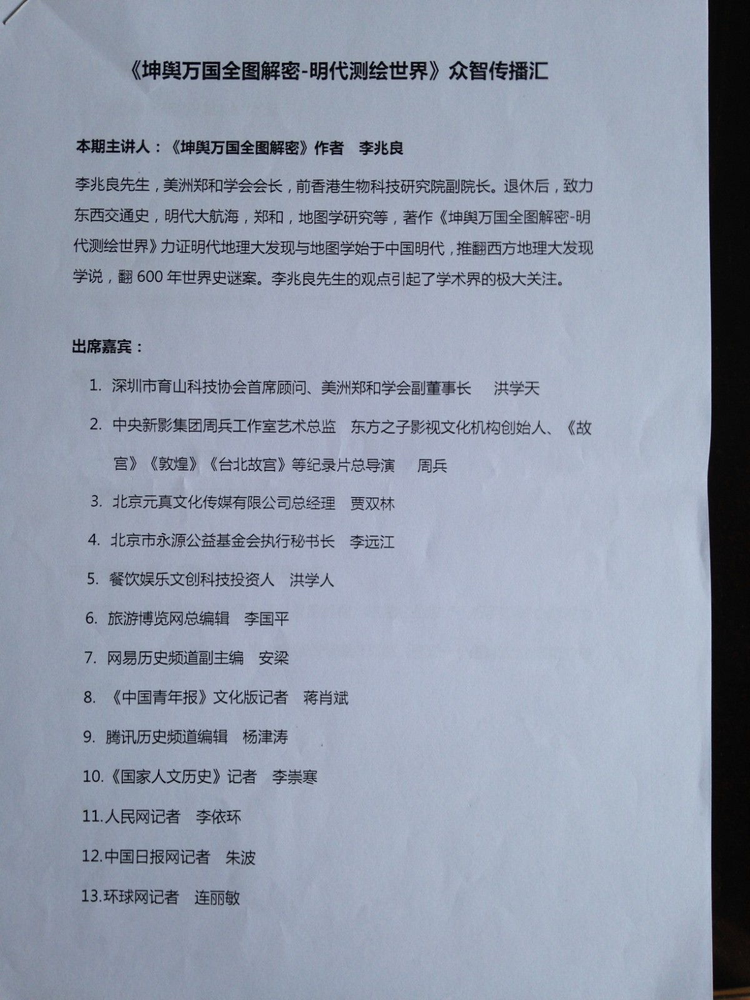 《坤舆万国全图解密-明代测绘世界》众智传播汇
本期主讲人：《坤舆万国全图解密》作者 李兆良
李兆良先生，美洲郑和学会会长，前香港生物科技研究院副院长。退休后，致力
东西交通史，明代大航海，郑和，地图学研究等，著作《坤舆万国全图解密-明
代测绘世界》力证明代地理大发现与地图学始于中国明代，推翻西方地理大发现
学说，翻 600 年世界史谜案。李兆良先生的观点引起了学术界的极大关注。
出席嘉宾：
1. 深圳市育山科技协会首席顾问、美洲郑和学会副董事长 洪学天
2. 中央新影集团周兵工作室艺术总监 东方之子影视文化机构创始人、《故
宫》《敦煌》《台北故宫》等纪录片总导演 周兵
3. 北京元真文化传媒有限公司总经理 贾双林
4. 北京市永源公益基金会执行秘书长 李远江
5. 餐饮娱乐文创科技投资人 洪学人
6. 旅游博览网总编辑 李国平
7. 网易历史频道副主编 安梁
8. 《中国青年报》文化版记者 蒋肖斌
9. 腾讯历史频道编辑 杨津涛
10.《国家人文历史》记者 李崇寒
11.人民网记者 李依环
12.中国日报网记者 朱波
13.环球网记者 连丽敏